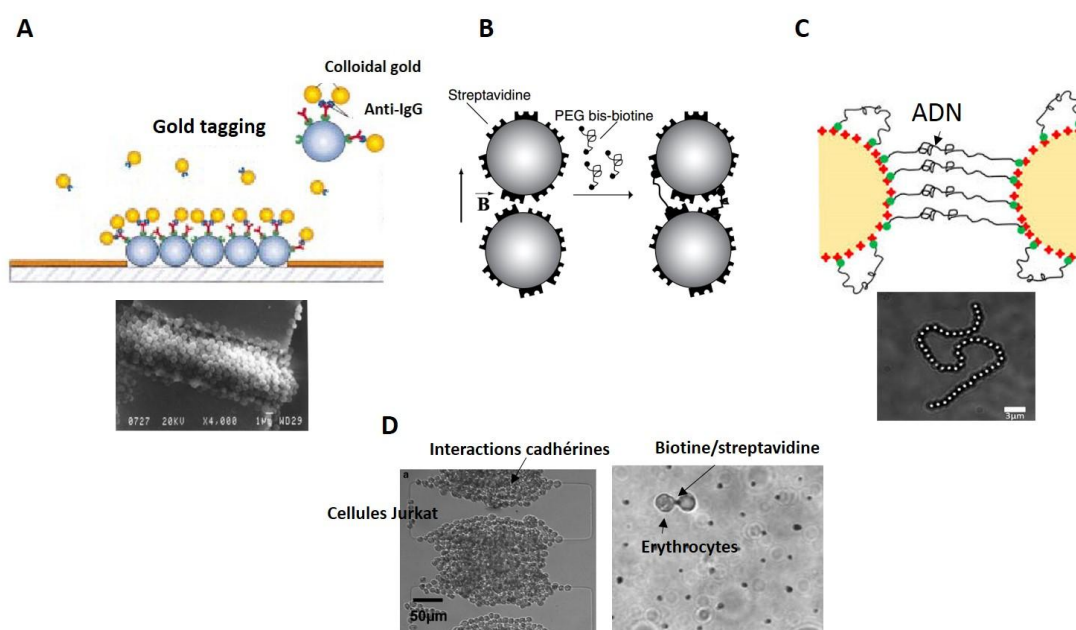 A
Colloidal gold
Anti-IgG
Gold tagging
0727 20KV X4,000 1µm WD29
B
Streptavidine
PEG bis-biotine
B
C
ADN
3µm
D
Interactions cadhérines
Biotine/streptavidine
a
Cellules Jurkat
Erythrocytes
50µm